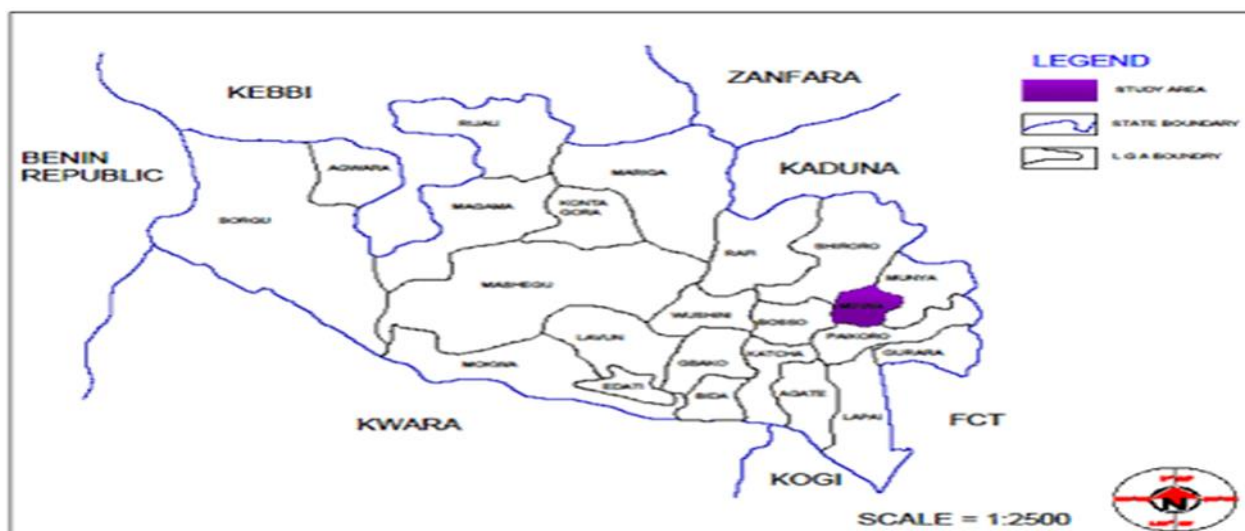 LEGEND
STUDY AREA
STATE BOUNDARY
L G A BOUNDRY
ZANFARA
KEBBI
BENIN
REPUBLIC
KADUNA
RIJAU
AGWARA
MARIGA
MAGAMA
KONTA
GORA
BORGU
RAFI
SHIRORO
MUNYA
MASHEGU
WUSHISHI
BOSSO
PAIKORO
LAVUN
GBAKO
KATCHA
GURARA
MOKWA
EDATI
BIDA
AGAIE
LAPAI
KWARA
FCT
KOGI
N
SCALE = 1:2500